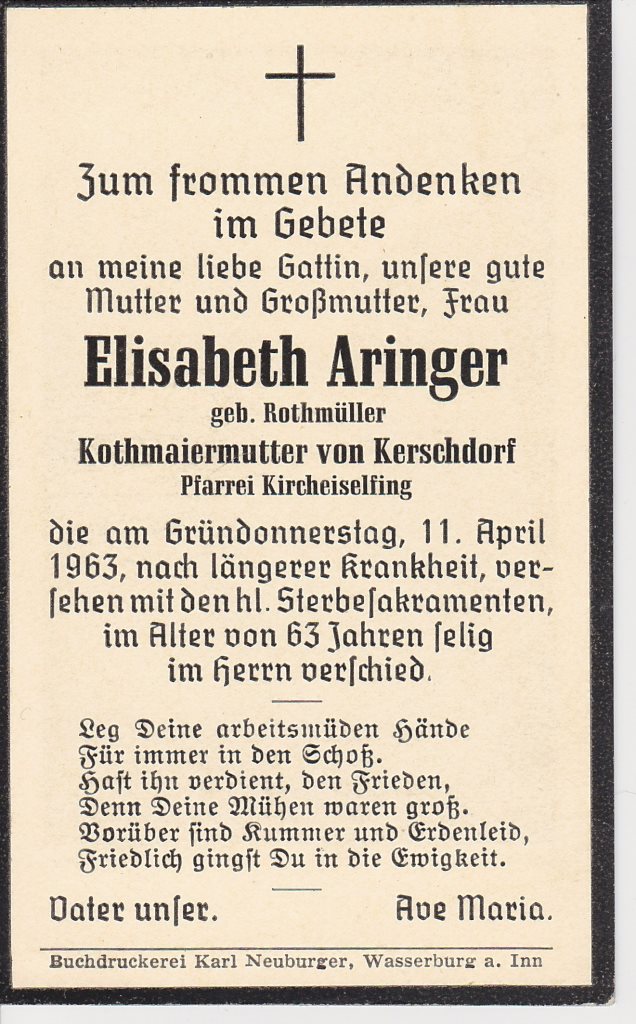 Zum frommen Andenken
im Gebete
an meine liebe Gattin, unsere gute
Mutter und Großmutter, Frau
Elisabeth Aringer
geb. Rothmüller
Kothmaiermutter von Kerschdorf
Pfarrei Kircheiselfing
die am Gründonnerstag, 11. April
1963, nach längerer Krankheit, ver-
sehen mit den hl. Sterbesakramenten,
im Alter von 63 Jahren selig
im Herrn verschied.
Leg Deine arbeitsmüden Hände
Für immer in den Schoß.
Hast ihn verdient, den Frieden,
Denn Deine Mühen waren groß.
Vorüber sind Kummer und Erdenleid,
Friedlich gingst Du in die Ewigkeit.
Vater unser. Ave Maria.
Buchdruckerei Karl Neuburger, Wasserburg a. Inn